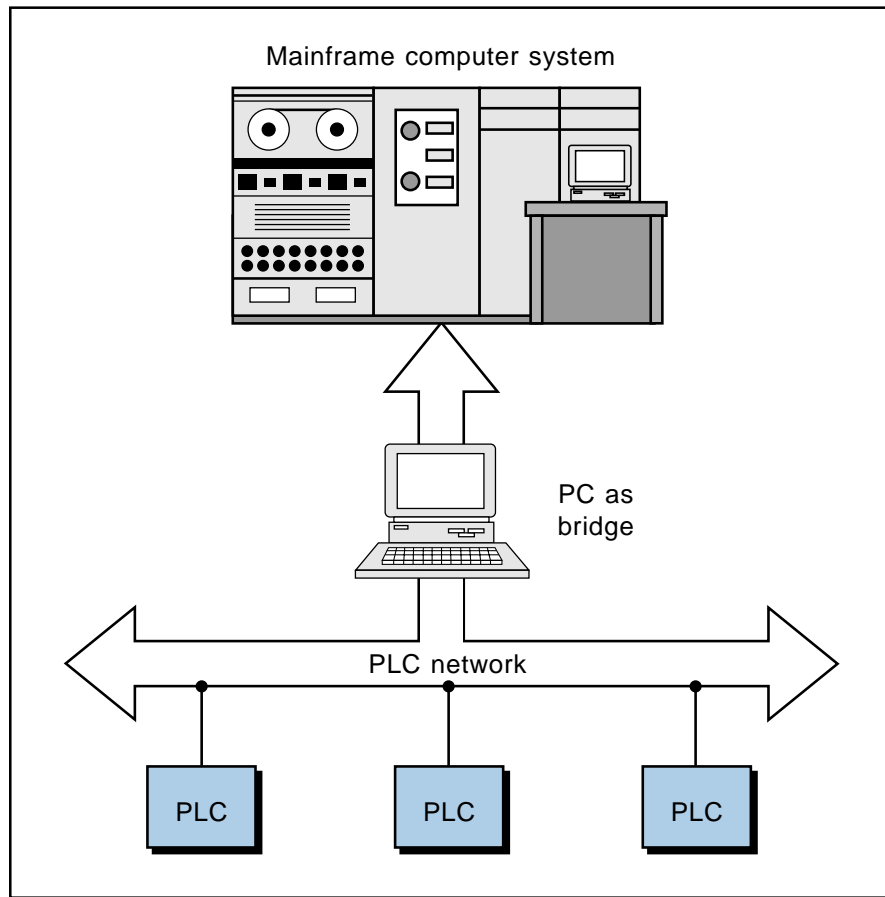 Mainframe computer system
PC as
bridge
PLC network
PLC
PLC
PLC